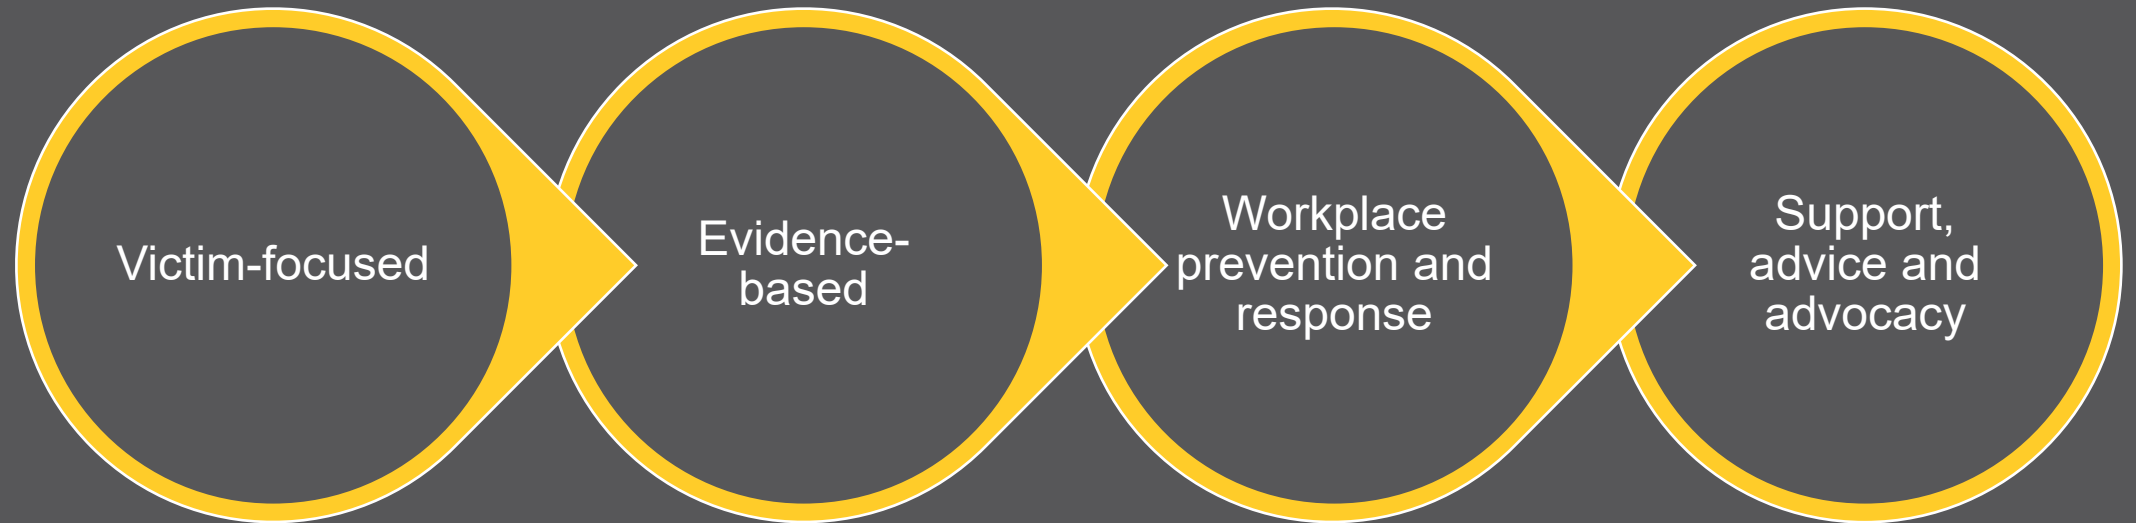 Victim-focused
Evidence-
based
Workplace
prevention and
response
Support,
advice and
advocacy